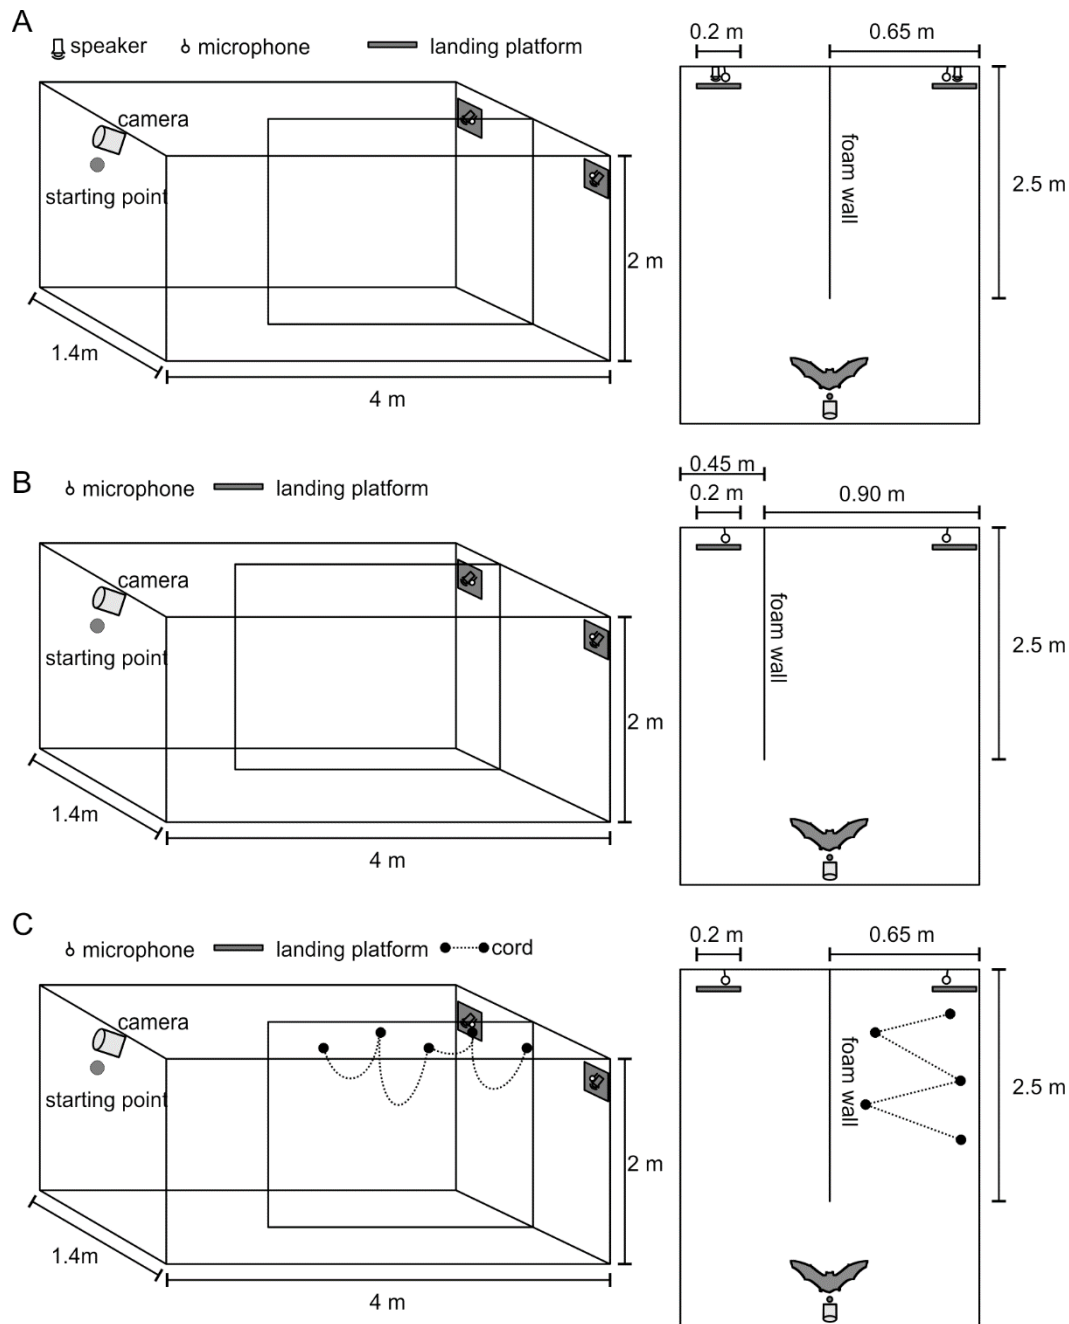 A
speaker microphone landing platform
camera
starting point
2 m
1.4m
4 m
0.2 m 0.65 m
foam wall
2.5 m
B
microphone landing platform
camera
starting point
2 m
1.4m
4 m
0.45 m
0.2 m 0.90 m
foam wall
2.5 m
C
microphone landing platform cord
camera
starting point
2 m
1.4m
4 m
0.2 m 0.65 m
foam wall
2.5 m